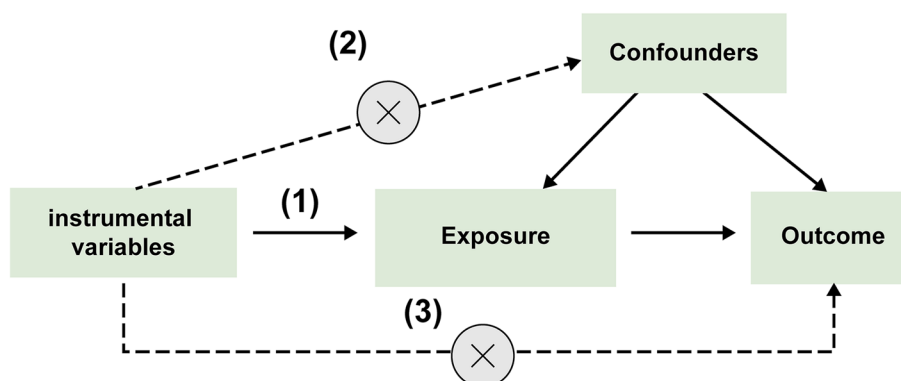 (2)
Confounders
instrumental
variables
(1)
Exposure
Outcome
(3)